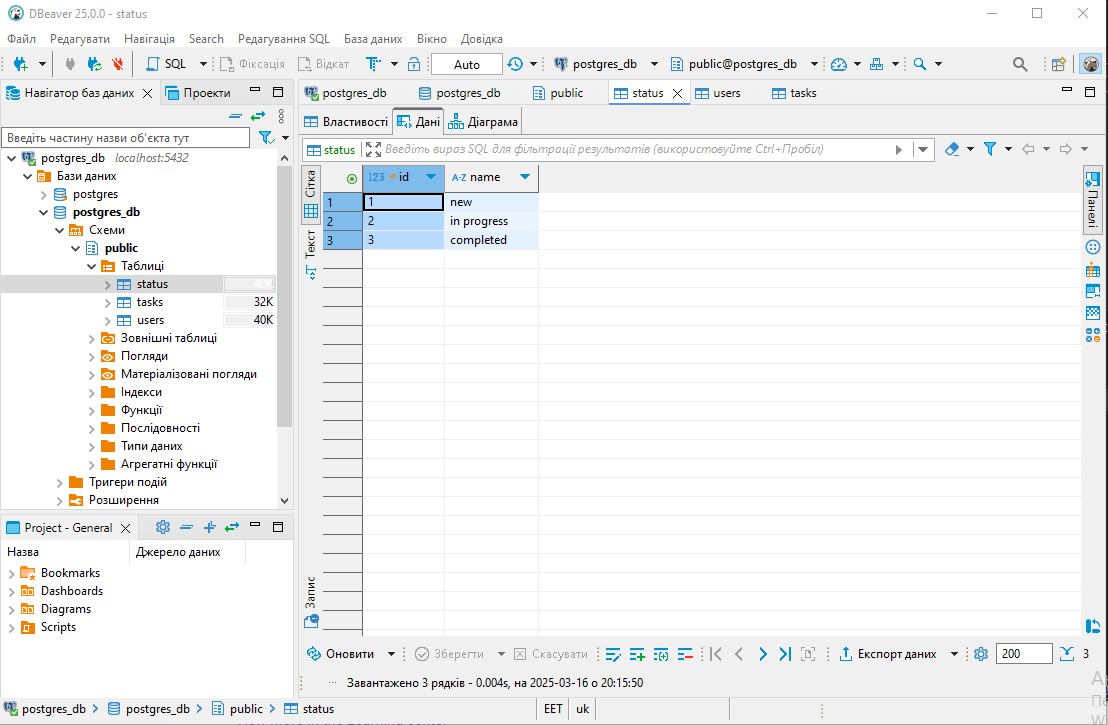 DBeaver 25.0.0 - status
Файл Редагувати Навігація Search Редагування SQL База даних Вікно Довідка
SQL Фіксація Відкат Auto postgres_db public@postgres_db
Навігатор баз даних Проекти
Введіть частину назви об'єкта тут
postgres_db localhost:5432
Бази даних
postgres
postgres_db
Схеми
public
Таблиці
status 40K
tasks 32K
users 40K
Зовнішні таблиці
Погляди
Матеріалізовані погляди
Індекси
Функції
Послідовності
Типи даних
Агрегатні функції
Тригери подій
Розширення
Project - General
Назва Джерело даних
Bookmarks
Dashboards
Diagrams
Scripts
postgres_db postgres_db public status users tasks
Властивості Дані Діаграма
status Введіть вираз SQL для фільтрації результатів (використовуйте Ctrl+Пробіл)
Сітка
Текст
Запис
123 id A-Z name
1 1 new
2 2 in progress
3 3 completed
Панелі
Оновити Зберегти Скасувати Експорт даних 200 3
Завантажено 3 рядків - 0.004s, на 2025-03-16 о 20:15:50
postgres_db postgres_db public status EET uk